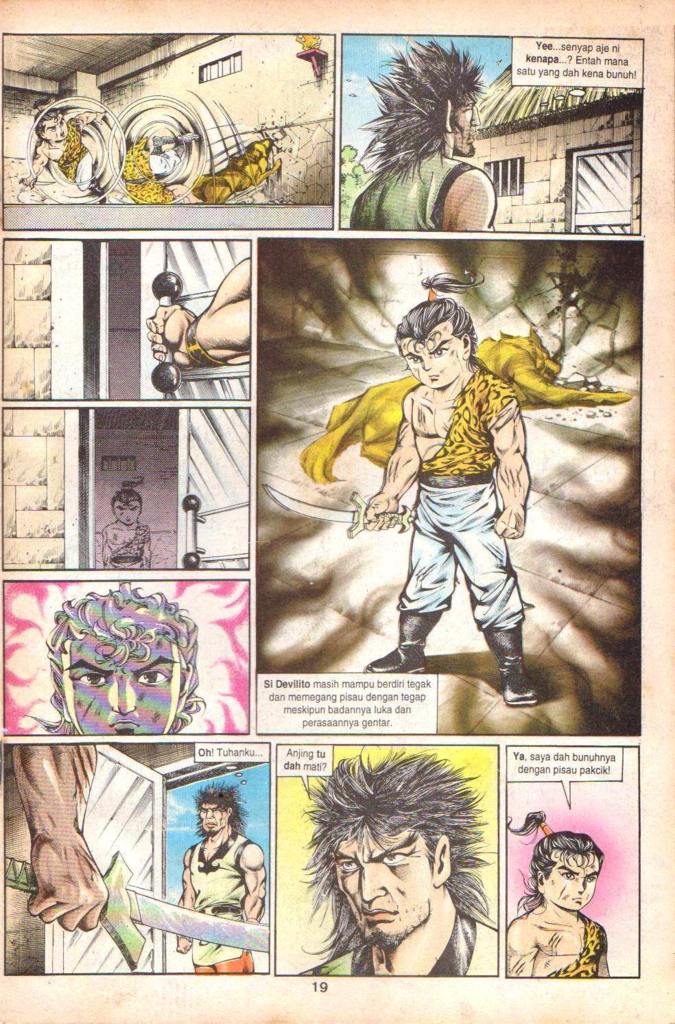 Yee...senyap aje ni
kenapa...? Entah mana
satu yang dah kena bunuh!
Si Devilito masih mampu berdiri tegak
dan memegang pisau dengan tegap
meskipun badannya luka dan
perasaannya gentar.
Oh! Tuhanku...
Anjing tu
dah mati?
Ya, saya dah bunuhnya
dengan pisau pakcik!
19